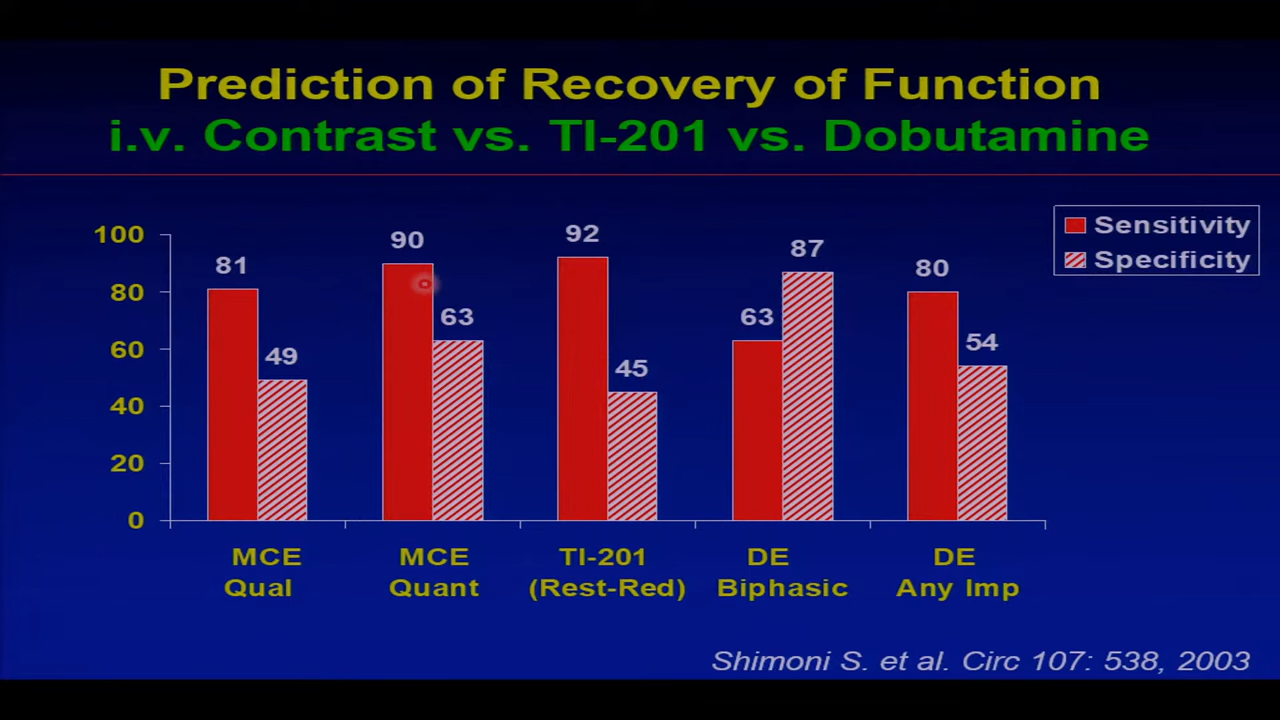 Prediction of Recovery of Function
i.v. Contrast vs. TI-201 vs. Dobutamine
Sensitivity
Specificity
100
80
60
40
20
0
81
49
90
63
92
45
63
87
80
54
MCE
Qual
MCE
Quant
TI-201
(Rest-Red)
DE
Biphasic
DE
Any Imp
Shimoni S. et al. Circ 107: 538, 2003